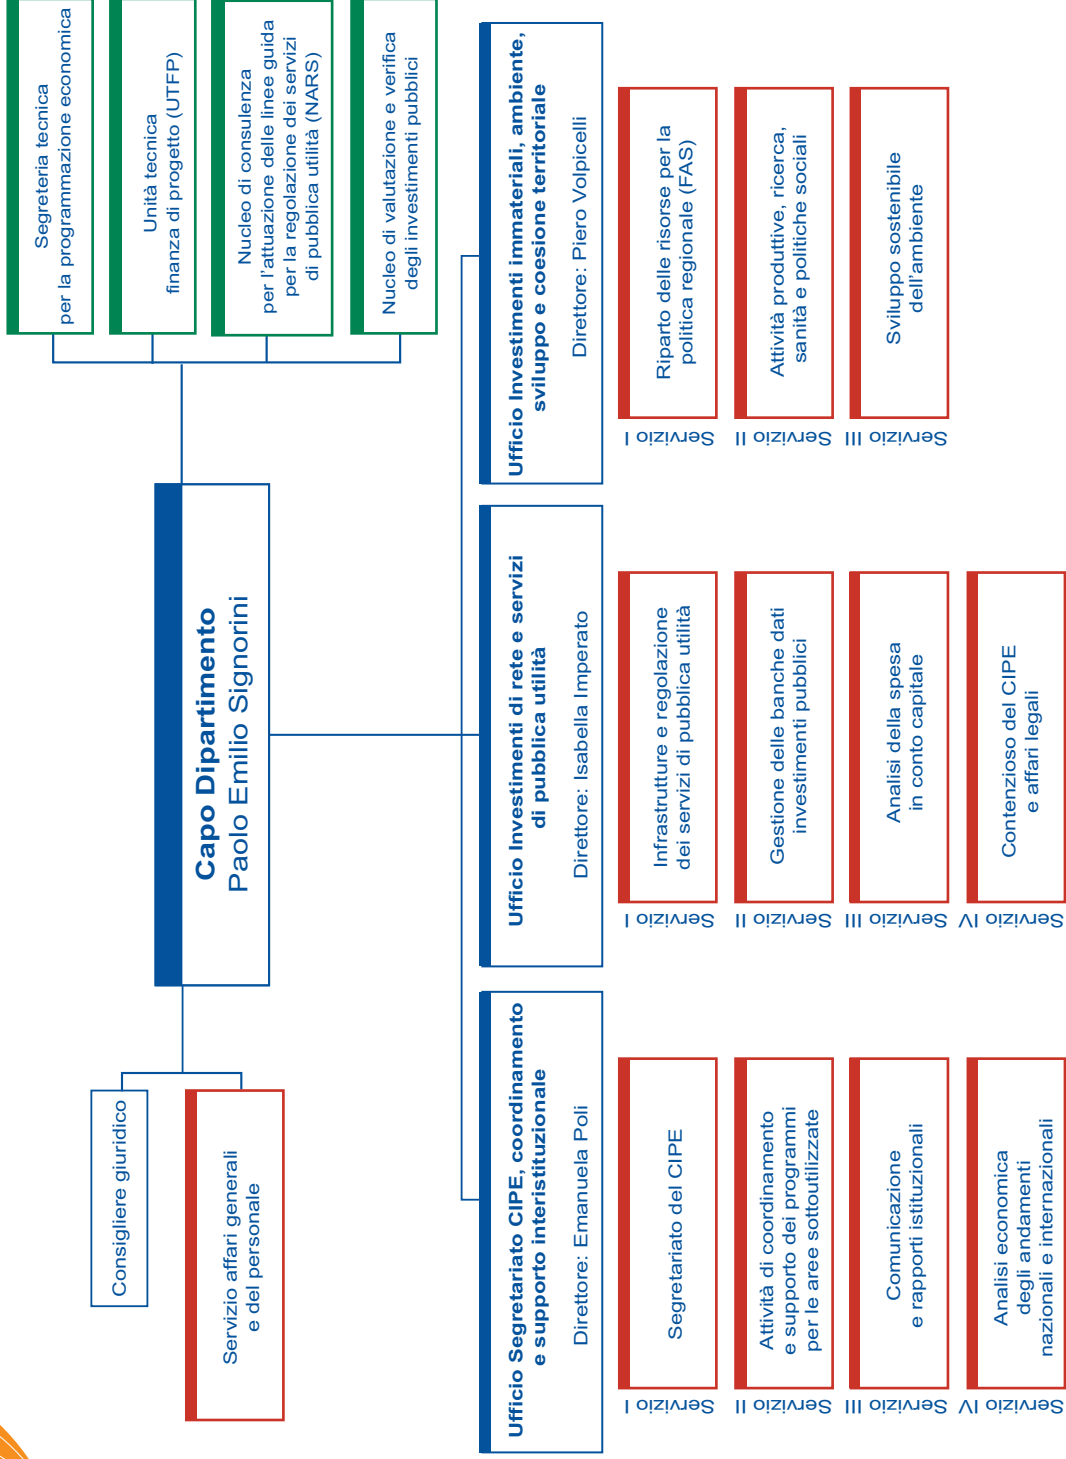 Capo Dipartimento
Paolo Emilio Signorini
Consigliere giuridico
Servizio affari generali
e del personale
Segreteria tecnica
per la programmazione economica
Unità tecnica
finanza di progetto (UTFP)
Nucleo di consulenza
per l'attuazione delle linee guida
per la regolazione dei servizi
di pubblica utilità (NARS)
Nucleo di valutazione e verifica
degli investimenti pubblici
Ufficio Segretariato CIPE, coordinamento
e supporto interistituzionale
Direttore: Emanuela Poli
Servizio I
Segretariato del CIPE
Servizio II
Attività di coordinamento
e supporto dei programmi
per le aree sottoutilizzate
Servizio III
Comunicazione
e rapporti istituzionali
Servizio IV
Analisi economica
degli andamenti
nazionali e internazionali
Ufficio Investimenti di rete e servizi
di pubblica utilità
Direttore: Isabella Imperato
Servizio I
Infrastrutture e regolazione
dei servizi di pubblica utilità
Servizio II
Gestione delle banche dati
investimenti pubblici
Servizio III
Analisi della spesa
in conto capitale
Servizio IV
Contenzioso del CIPE
e affari legali
Ufficio Investimenti immateriali, ambiente,
sviluppo e coesione territoriale
Direttore: Piero Volpicelli
Servizio I
Riparto delle risorse per la
politica regionale (FAS)
Servizio II
Attività produttive, ricerca,
sanità e politiche sociali
Servizio III
Sviluppo sostenibile
dell'ambiente